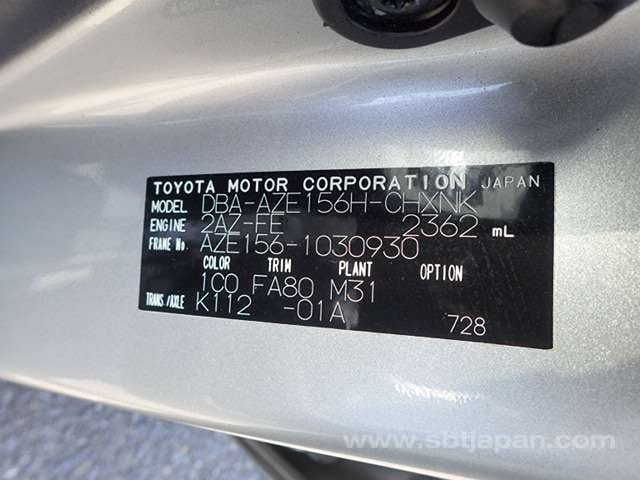 TOYOTA MOTOR CORPORATION JAPAN
MODEL DBA-AZE156H-CHXNK
ENGINE 2AZ-FE 2362 mL
FRAME No AZE156-1030930
COLOR TRIM PLANT OPTION
1C0 FA80 M31
TRANS/AXLE K112 -01A
728
www.sbtjapan.com